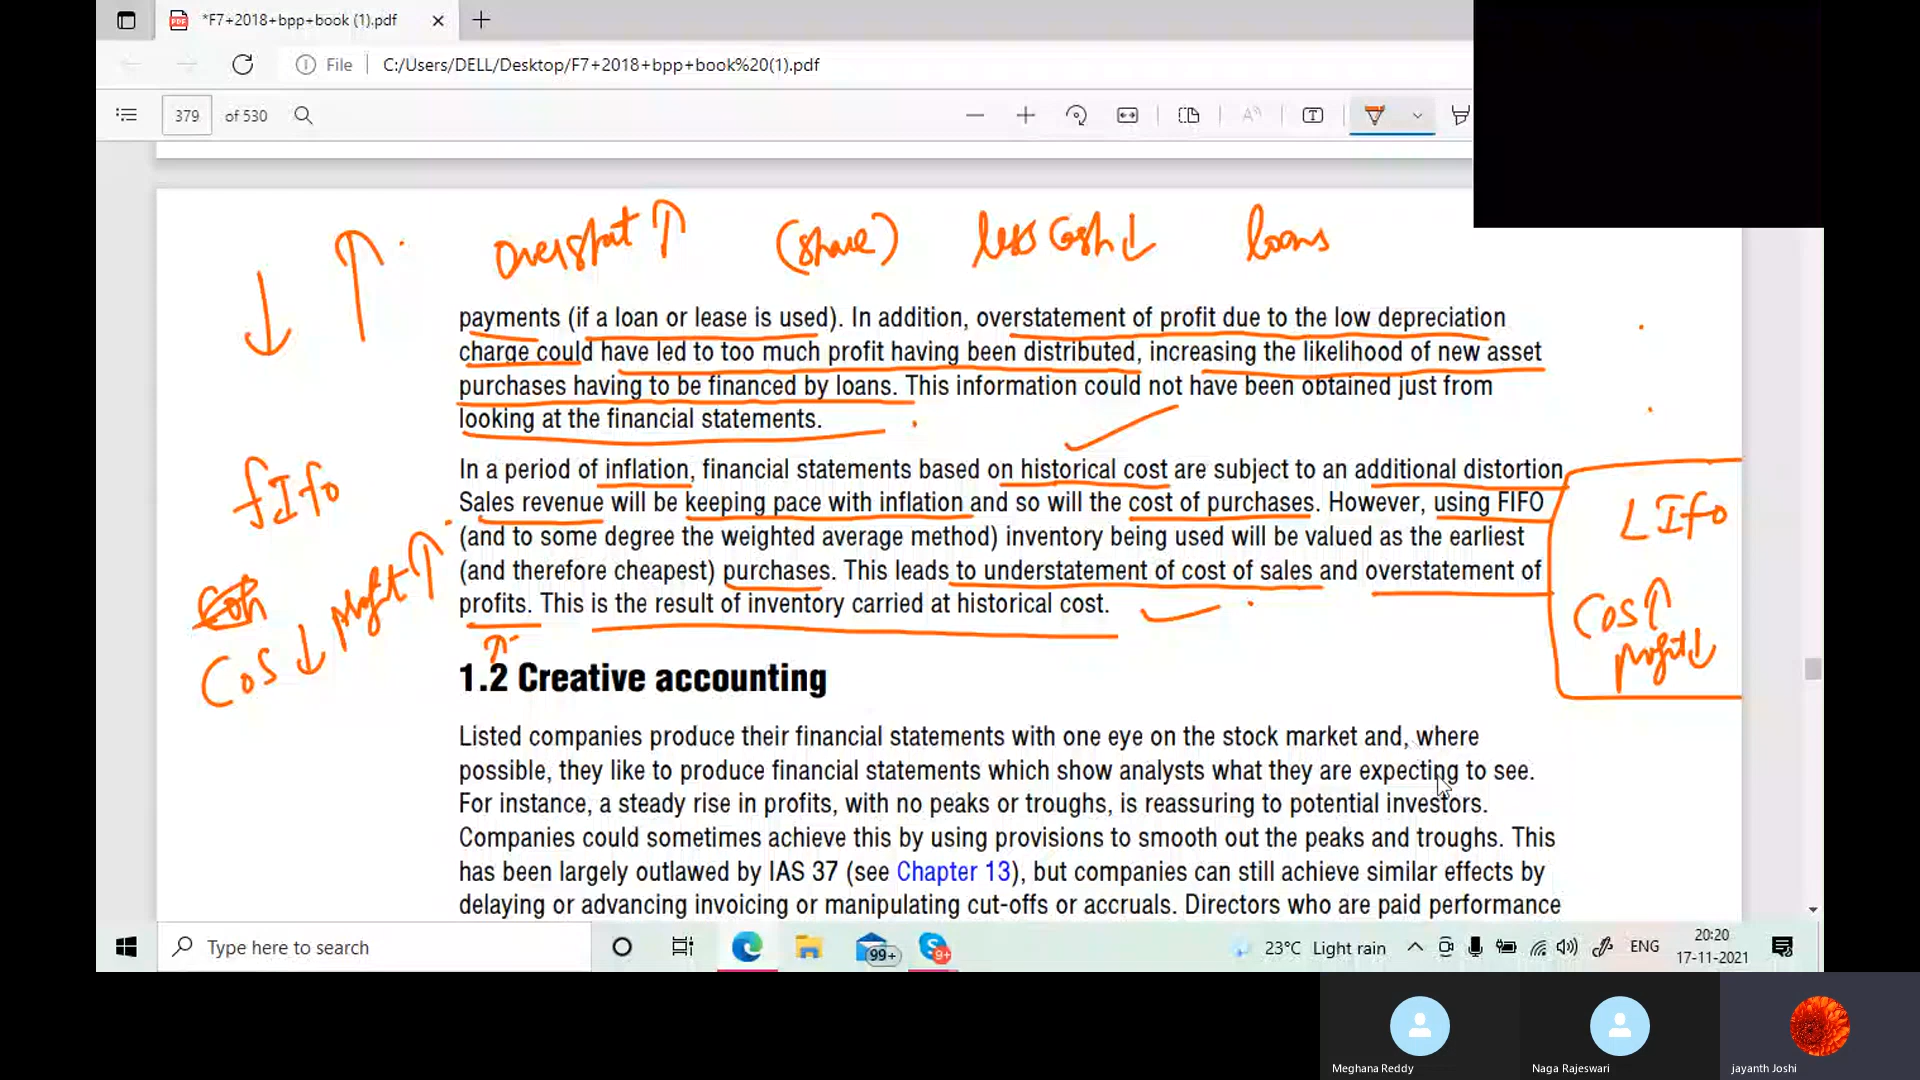 *F7+2018+bpp+book (1).pdf
File
C:/Users/DELL/Desktop/F7+2018+bpp+book%20(1).pdf
379 of 530
(share) less Cash↓ loans
payments (if a loan or lease is used). In addition, overstatement of profit due to the low depreciation
charge could have led to too much profit having been distributed, increasing the likelihood of new asset
purchases having to be financed by loans. This information could not have been obtained just from
looking at the financial statements.
In a period of inflation, financial statements based on historical cost are subject to an additional distortion
Sales revenue will be keeping pace with inflation and so will the cost of purchases. However, using FIFO
(and to some degree the weighted average method) inventory being used will be valued as the earliest
(and therefore cheapest) purchases. This leads to understatement of cost of sales and overstatement of
profits. This is the result of inventory carried at historical cost.
fIfo
CoS ↓ profit ↑
LIfo
CoS↑
profit↓
1.2 Creative accounting
Listed companies produce their financial statements with one eye on the stock market and, where
possible, they like to produce financial statements which show analysts what they are expecting to see.
For instance, a steady rise in profits, with no peaks or troughs, is reassuring to potential investors.
Companies could sometimes achieve this by using provisions to smooth out the peaks and troughs. This
has been largely outlawed by IAS 37 (see Chapter 13), but companies can still achieve similar effects by
delaying or advancing invoicing or manipulating cut-offs or accruals. Directors who are paid performance
Type here to search
99+
9+
23°C Light rain
ENG
20:20
17-11-2021
Meghana Reddy
Naga Rajeswari
jayanth Joshi